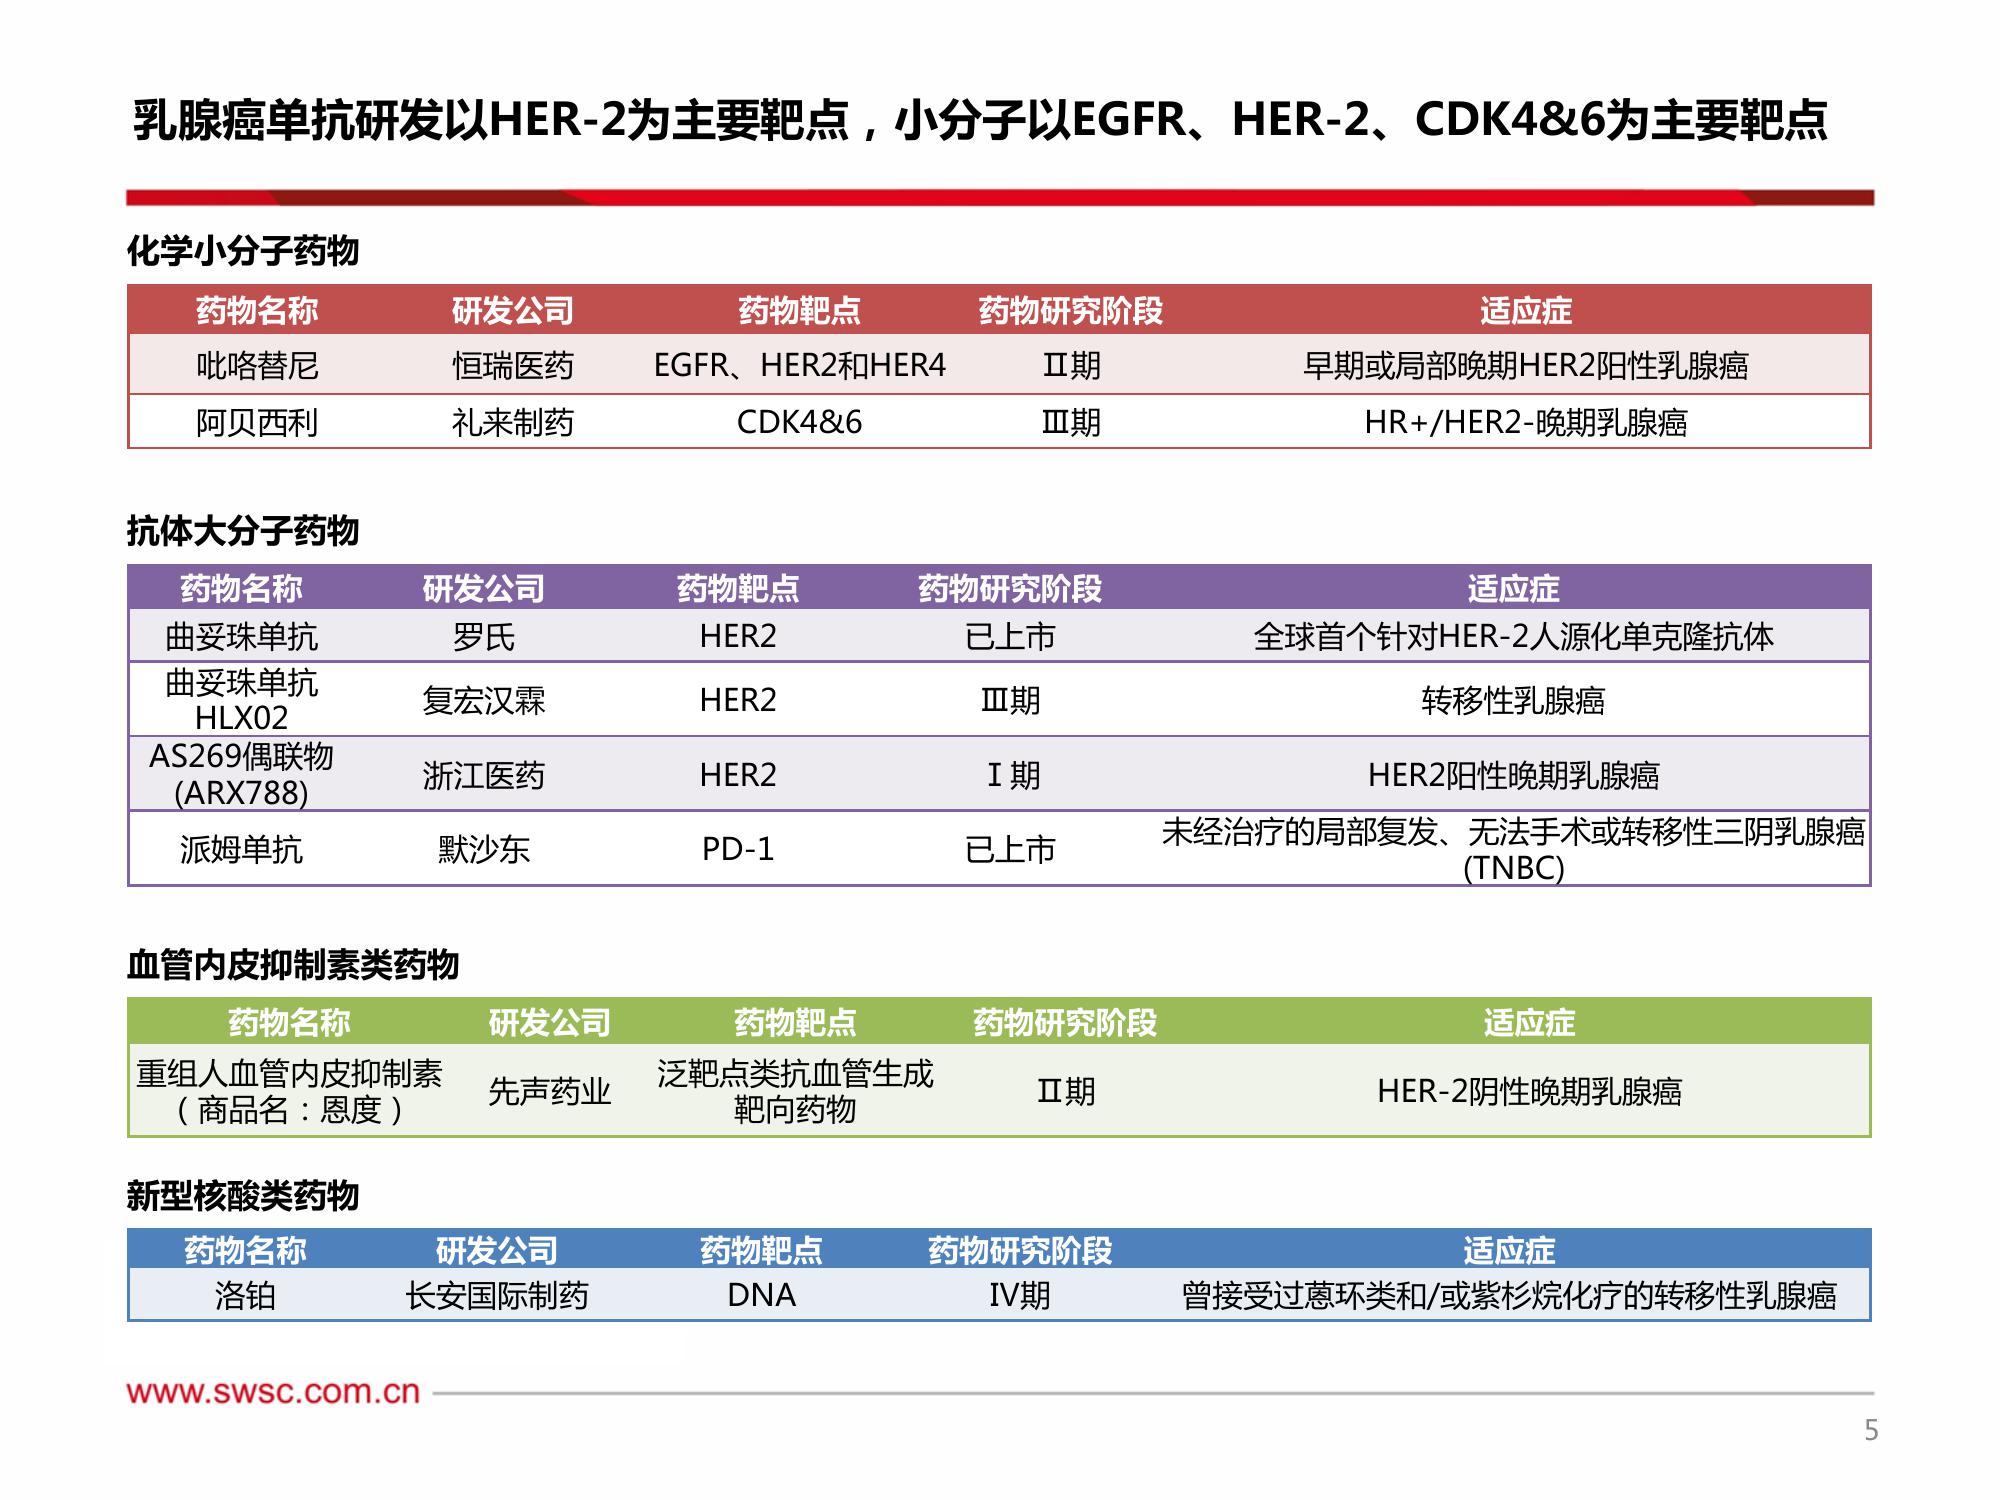 乳腺癌单抗研发以HER-2为主要靶点，小分子以EGFR、HER-2、CDK4&6为主要靶点
化学小分子药物
药物名称 研发公司 药物靶点 药物研究阶段 适应症
吡咯替尼 恒瑞医药 EGFR、HER2和HER4 Ⅱ期 早期或局部晚期HER2阳性乳腺癌
阿贝西利 礼来制药 CDK4&6 Ⅲ期 HR+/HER2-晚期乳腺癌
抗体大分子药物
药物名称 研发公司 药物靶点 药物研究阶段 适应症
曲妥珠单抗 罗氏 HER2 已上市 全球首个针对HER-2人源化单克隆抗体
曲妥珠单抗
HLX02 复宏汉霖 HER2 Ⅲ期 转移性乳腺癌
AS269偶联物
(ARX788) 浙江医药 HER2 Ⅰ期 HER2阳性晚期乳腺癌
派姆单抗 默沙东 PD-1 已上市 未经治疗的局部复发、无法手术或转移性三阴乳腺癌
(TNBC)
血管内皮抑制素类药物
药物名称 研发公司 药物靶点 药物研究阶段 适应症
重组人血管内皮抑制素
（商品名：恩度） 先声药业 泛靶点类抗血管生成
靶向药物 Ⅱ期 HER-2阴性晚期乳腺癌
新型核酸类药物
药物名称 研发公司 药物靶点 药物研究阶段 适应症
洛铂 长安国际制药 DNA IV期 曾接受过蒽环类和/或紫杉烷化疗的转移性乳腺癌
www.swsc.com.cn
5